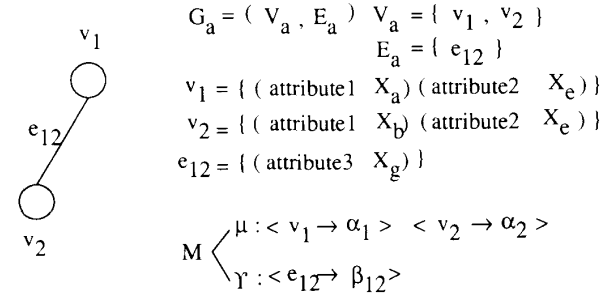 v1
e12
v2
Ga = ( Va , Ea ) Va = { v1 , v2 }
Ea = { e12 }
v1 = { ( attribute1 Xa ) ( attribute2 Xe ) }
v2 = { ( attribute1 Xb ) ( attribute2 Xe ) }
e12 = { (attribute3 Xg ) }
M
μ : < v1 → α1 > < v2 → α2 >
ϒ : < e12 → β12 >